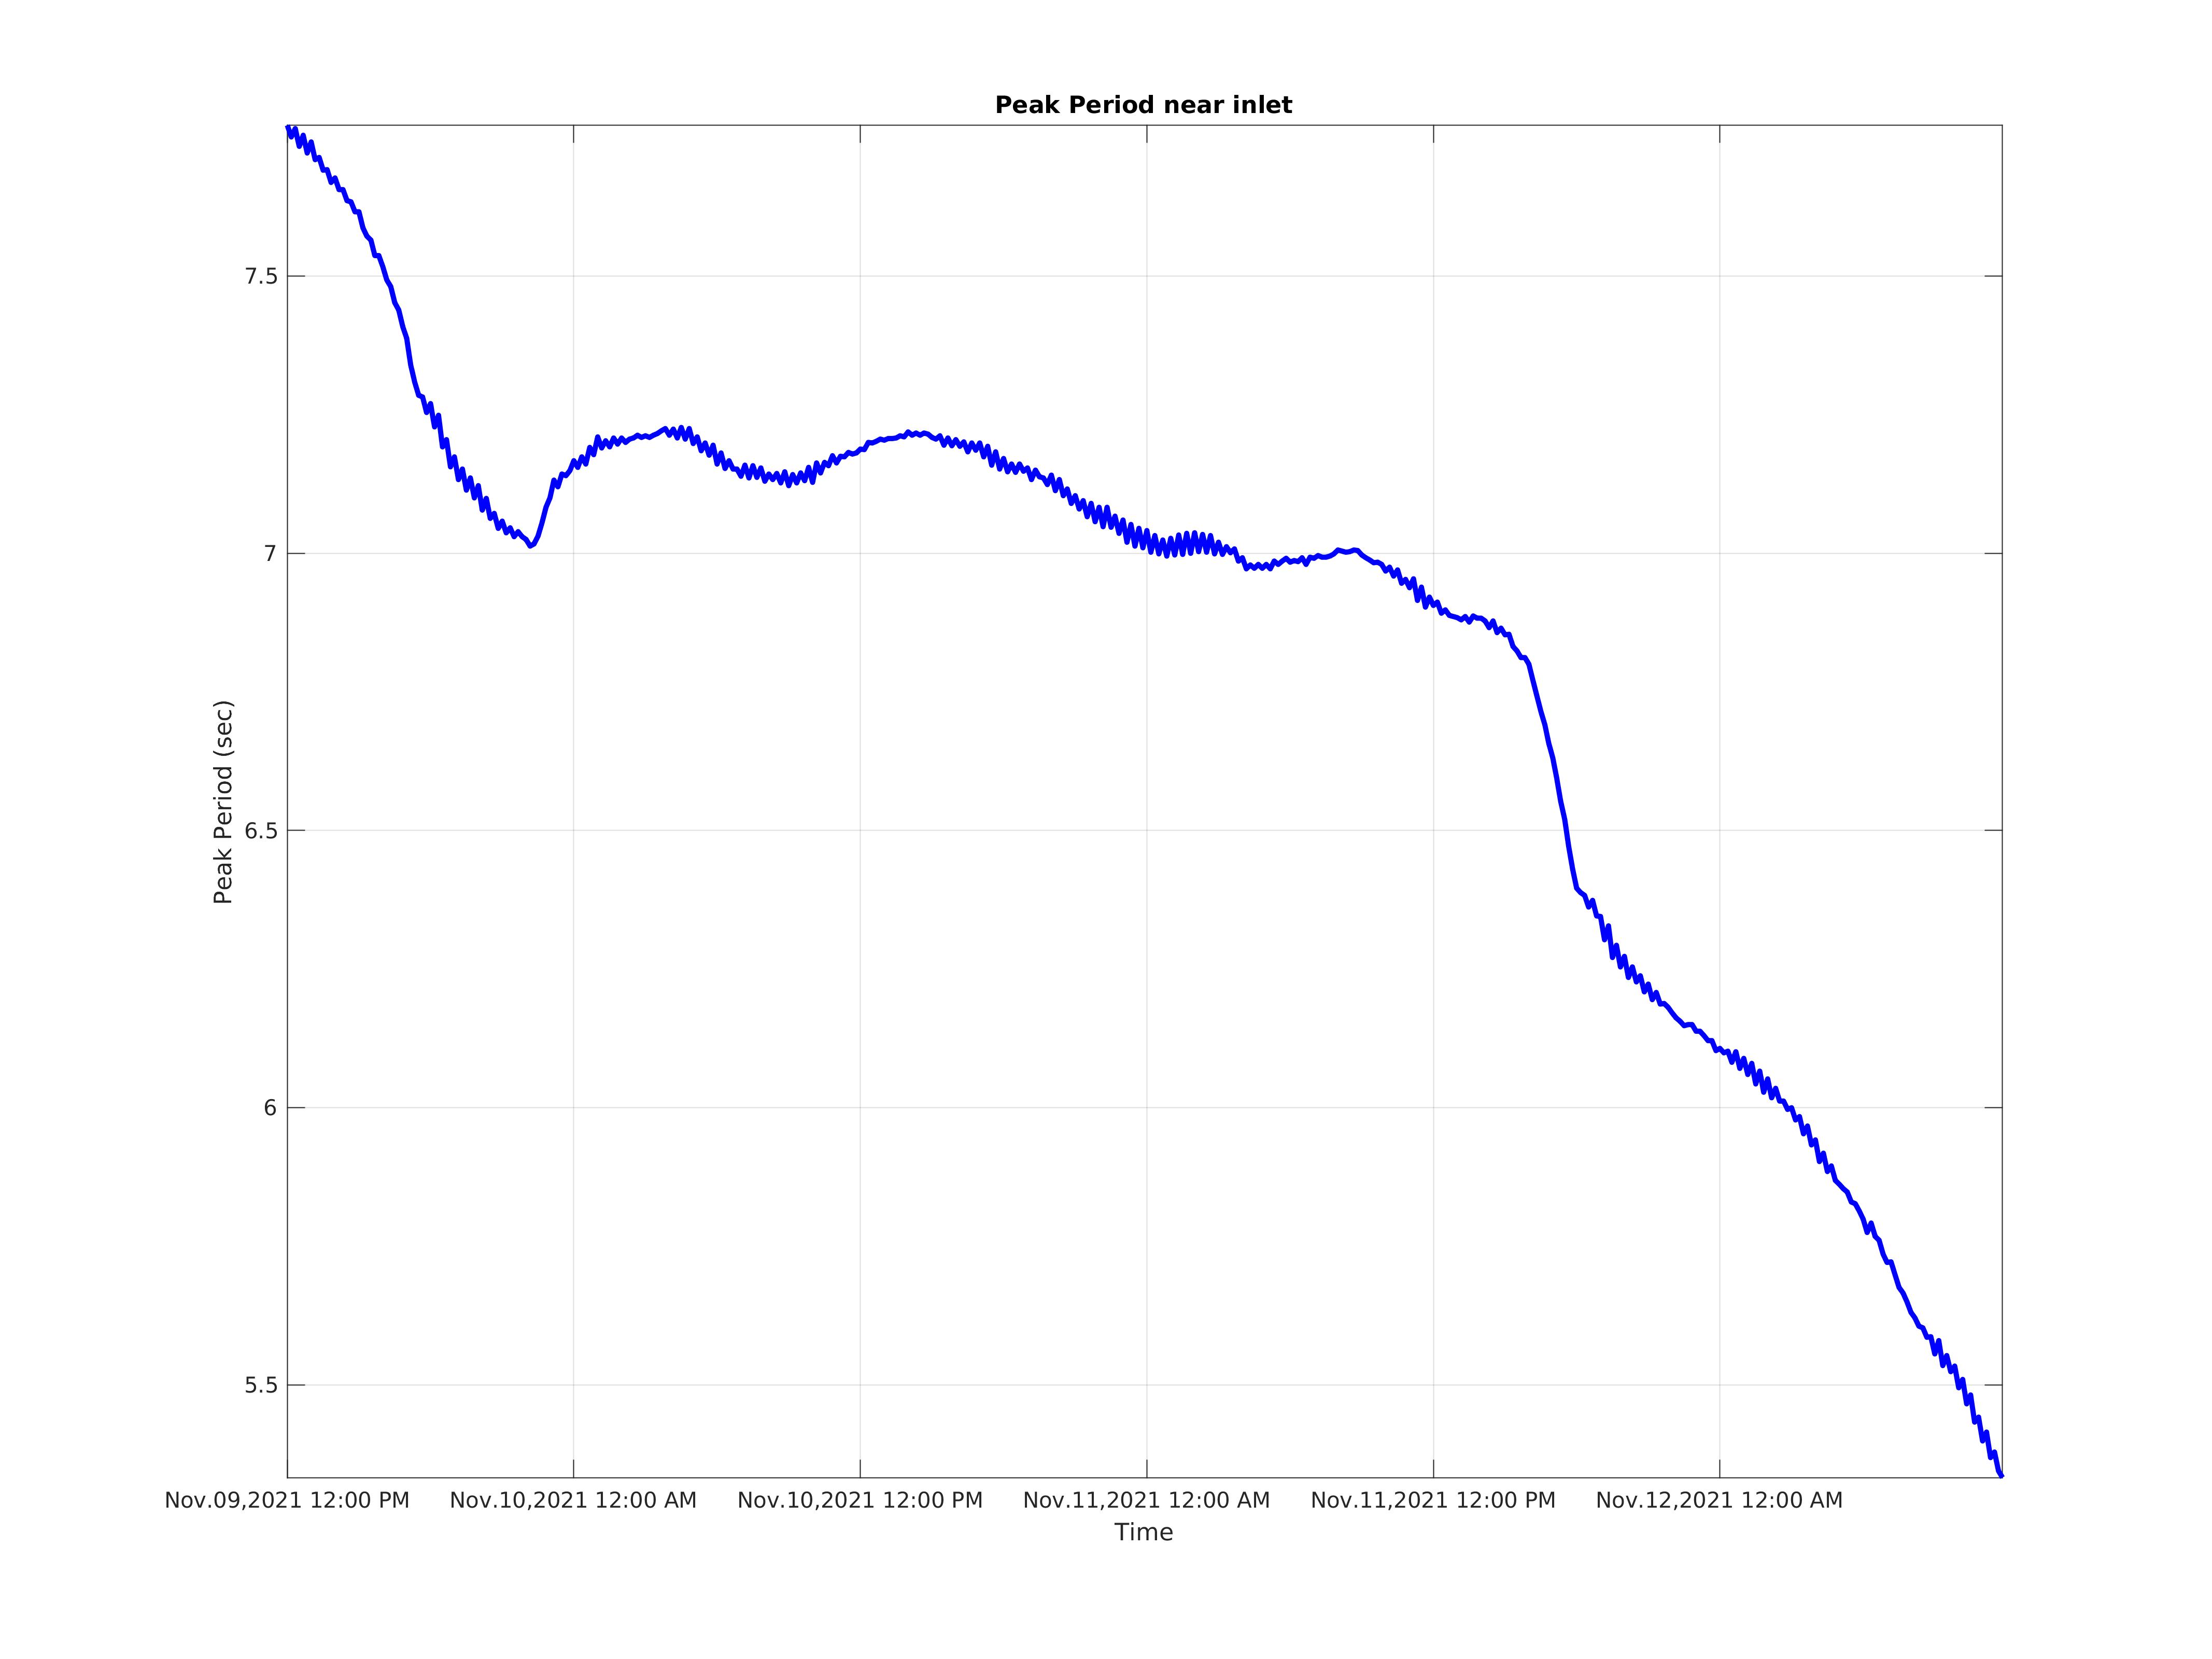 Peak Period near inlet
7.5
7
6.5
6
5.5
Peak Period (sec)
Nov.09,2021 12:00 PM Nov.10,2021 12:00 AM Nov.10,2021 12:00 PM Nov.11,2021 12:00 AM Nov.11,2021 12:00 PM Nov.12,2021 12:00 AM
Time